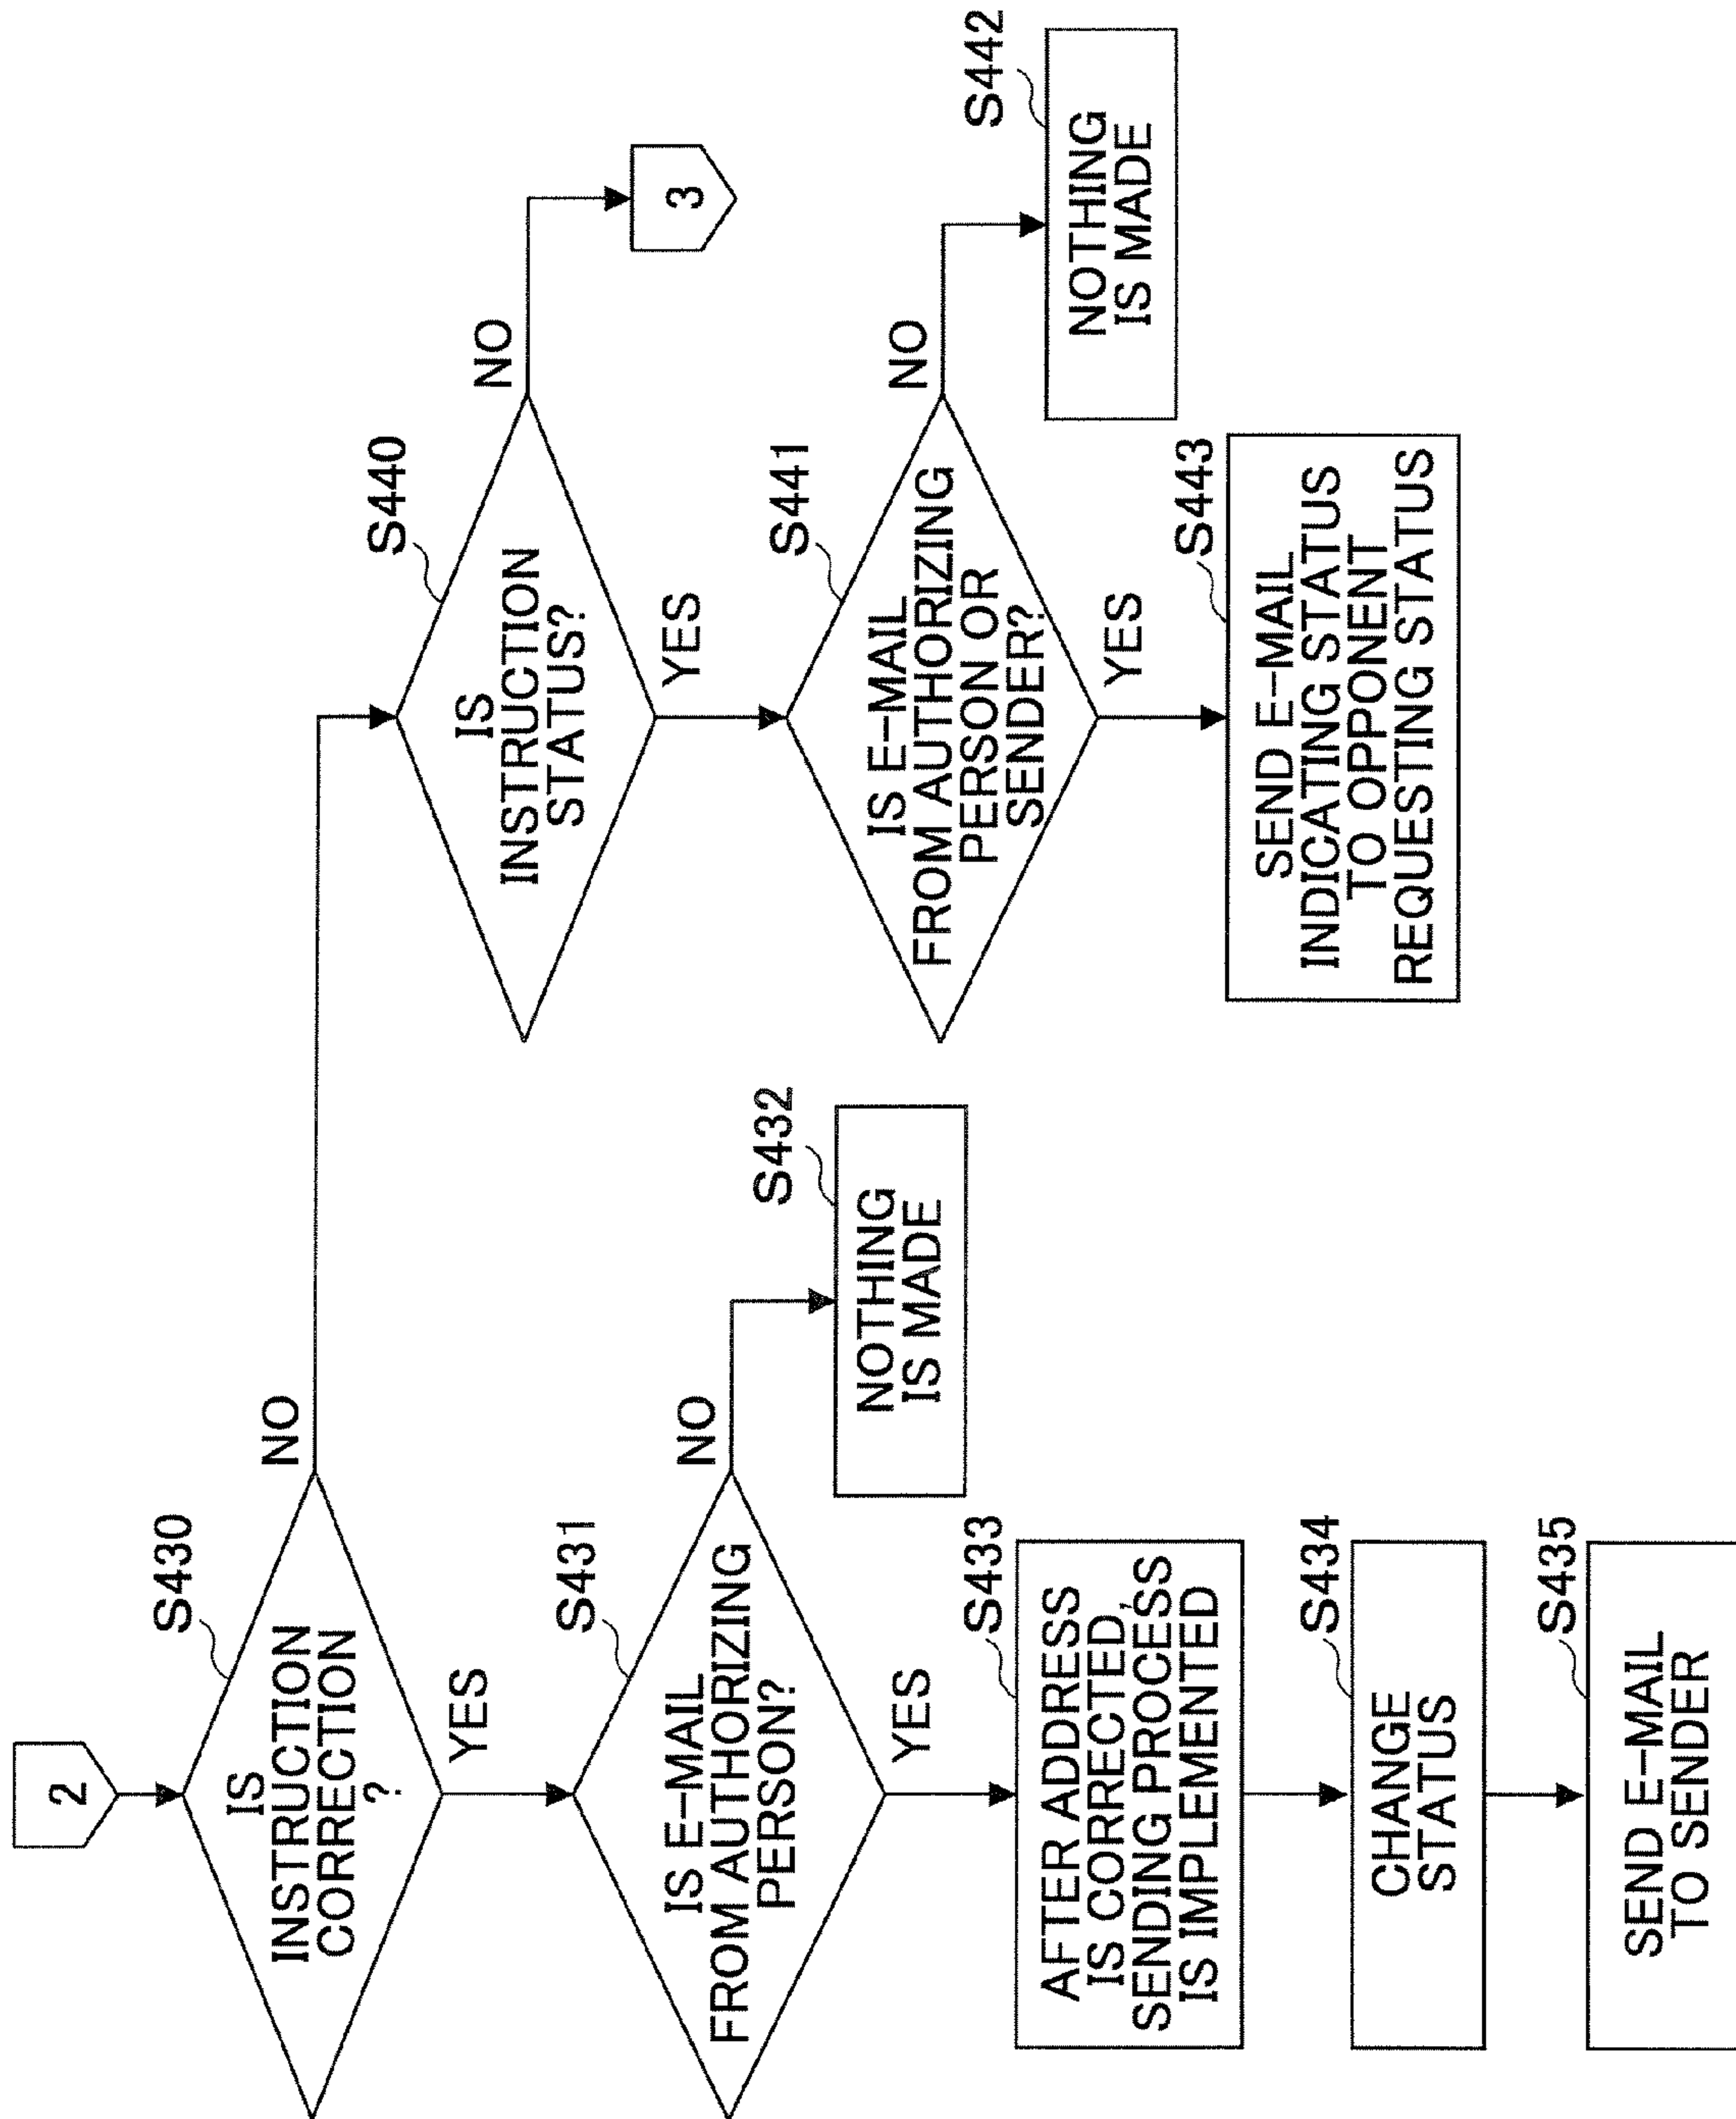 2
S430
IS
INSTRUCTION
CORRECTION
?
NO
YES
S431
IS E-MAIL
FROM AUTHORIZING
PERSON?
NO
S432
NOTHING
IS MADE
YES
S433
AFTER ADDRESS
IS CORRECTED,
SENDING PROCESS
IS IMPLEMENTED
S434
CHANGE
STATUS
S435
SEND E-MAIL
TO SENDER
S440
IS
INSTRUCTION
STATUS?
NO
3
YES
S441
IS E-MAIL
FROM AUTHORIZING
PERSON OR
SENDER?
NO
S442
NOTHING
IS MADE
YES
S443
SEND E-MAIL
INDICATING STATUS
TO OPPONENT
REQUESTING STATUS